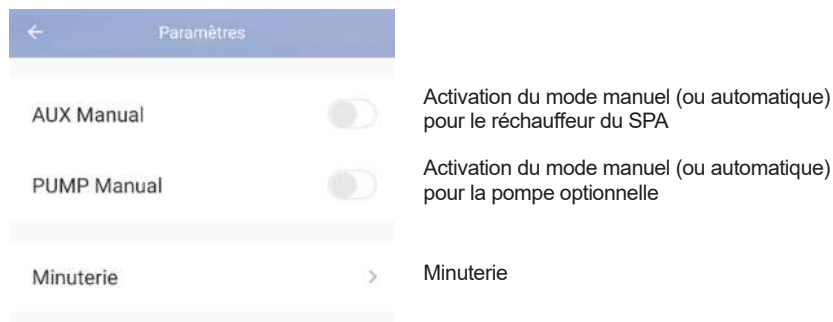 Paramètres
AUX Manual
Activation du mode manuel (ou automatique)
pour le réchauffeur du SPA
PUMP Manual
Activation du mode manuel (ou automatique)
pour la pompe optionnelle
Minuterie
Minuterie